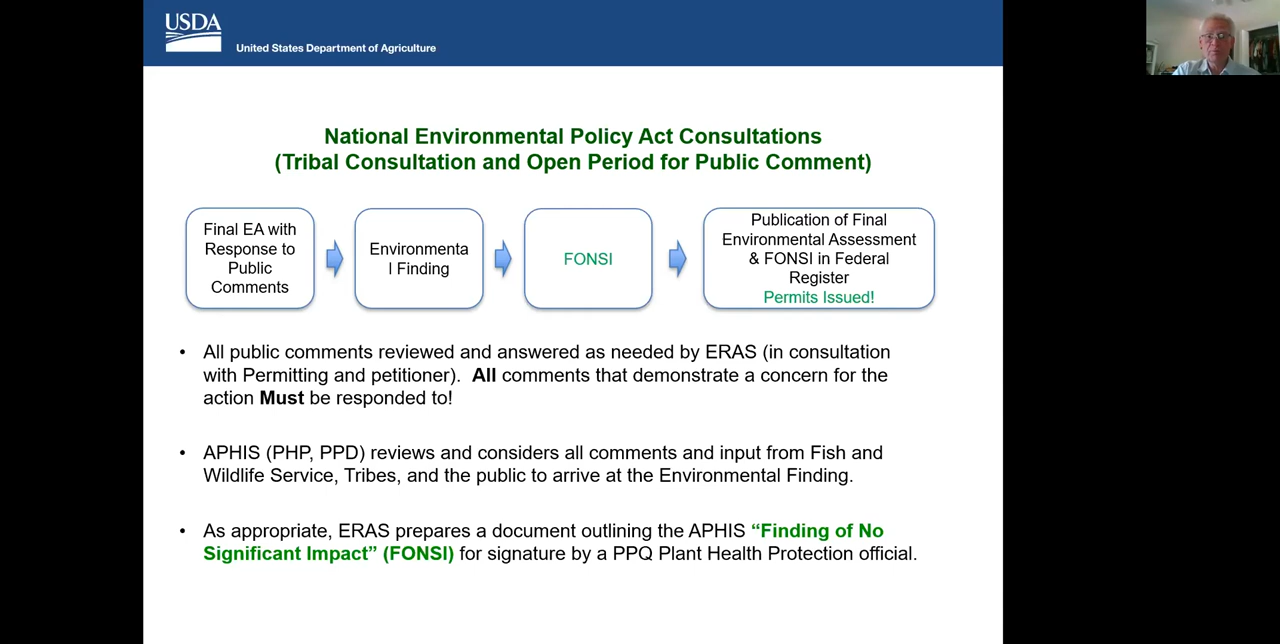 USDA
United States Department of Agriculture
National Environmental Policy Act Consultations
(Tribal Consultation and Open Period for Public Comment)
Final EA with
Response to
Public
Comments
Environmenta
l Finding
FONSI
Publication of Final
Environmental Assessment
& FONSI in Federal
Register
Permits Issued!
• All public comments reviewed and answered as needed by ERAS (in consultation
with Permitting and petitioner). All comments that demonstrate a concern for the
action Must be responded to!
• APHIS (PHP, PPD) reviews and considers all comments and input from Fish and
Wildlife Service, Tribes, and the public to arrive at the Environmental Finding.
• As appropriate, ERAS prepares a document outlining the APHIS “Finding of No
Significant Impact” (FONSI) for signature by a PPQ Plant Health Protection official.